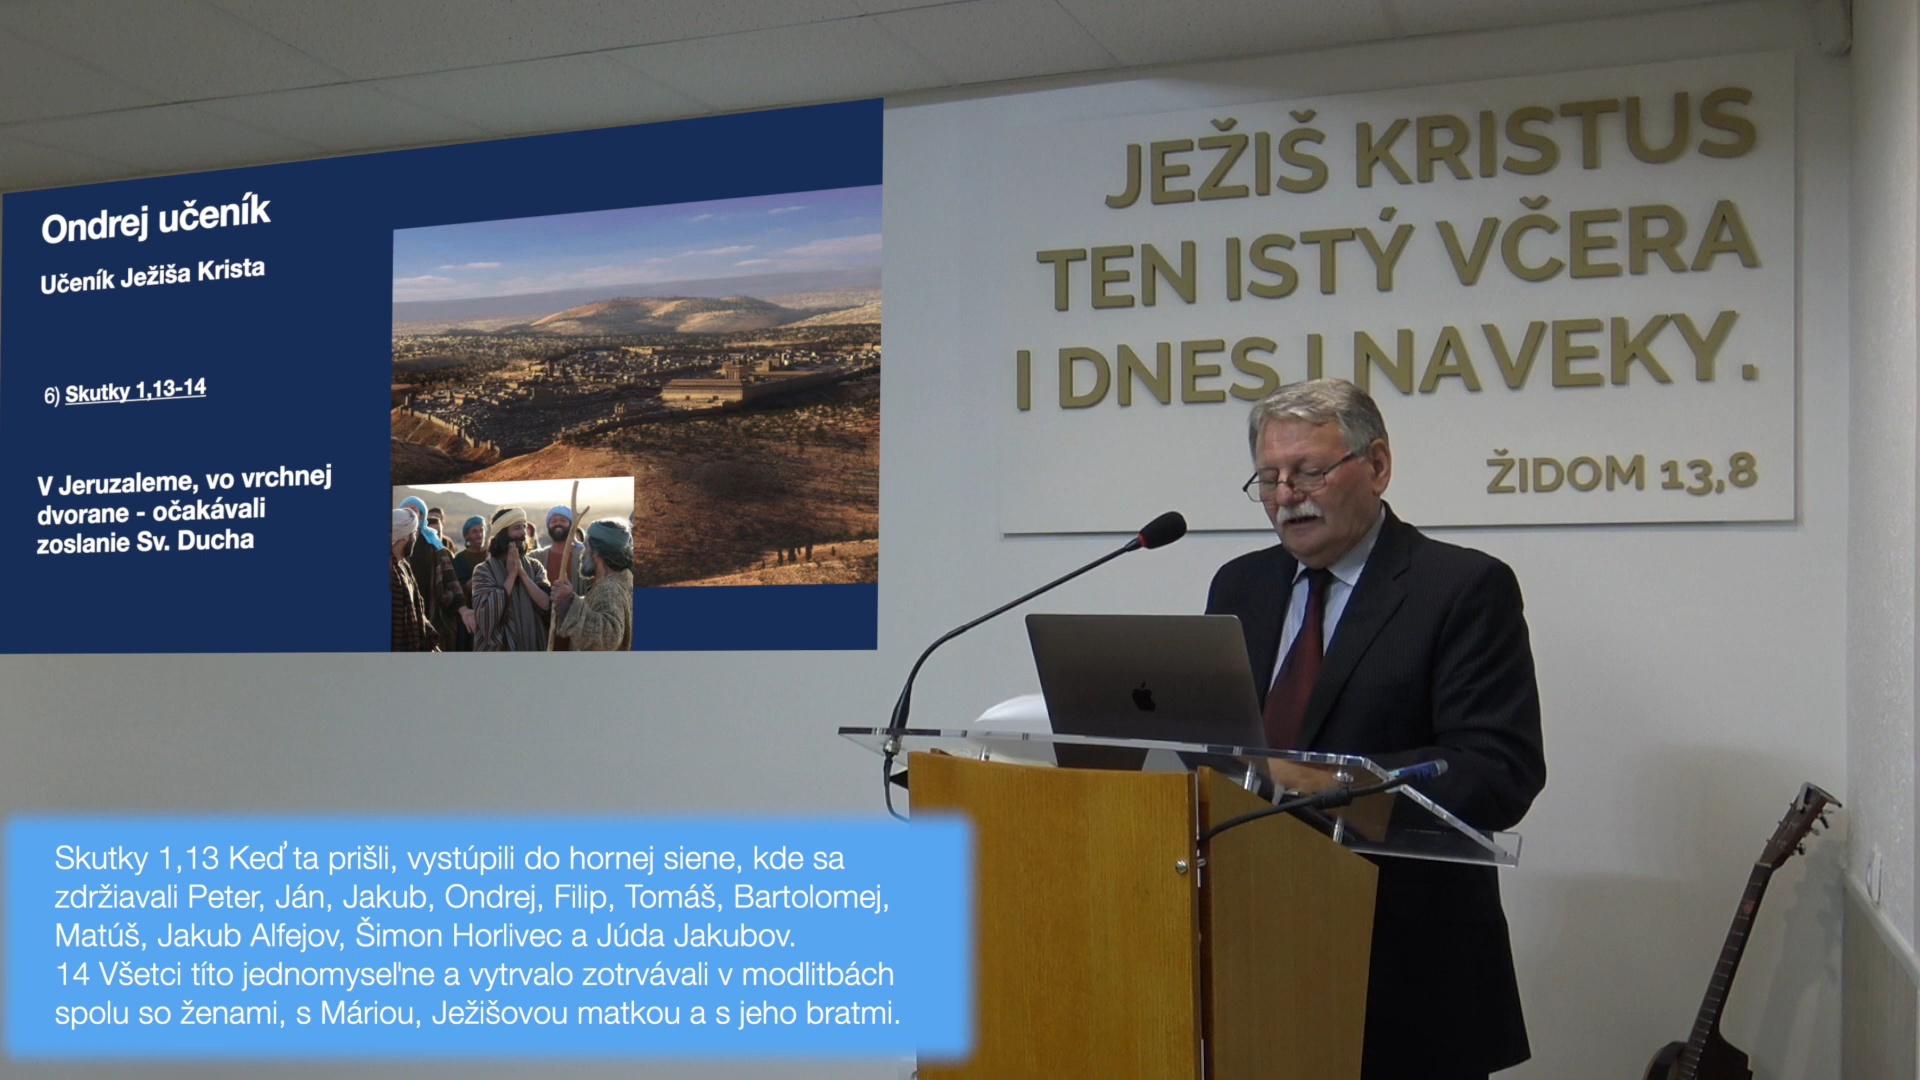 Ondrej učeník
Učeník Ježiša Krista
6) Skutky 1,13-14
V Jeruzaleme, vo vrchnej
dvorane - očakávali
zoslanie Sv. Ducha
JEŽIŠ KRISTUS
TEN ISTÝ VČERA
I DNES I NAVEKY.
ŽIDOM 13,8
Skutky 1,13 Keď ta prišli, vystúpili do hornej siene, kde sa
zdržiavali Peter, Ján, Jakub, Ondrej, Filip, Tomáš, Bartolomej,
Matúš, Jakub Alfejov, Šimon Horlivec a Júda Jakubov.
14 Všetci títo jednomyseľne a vytrvalo zotrvávali v modlitbách
spolu so ženami, s Máriou, Ježišovou matkou a s jeho bratmi.